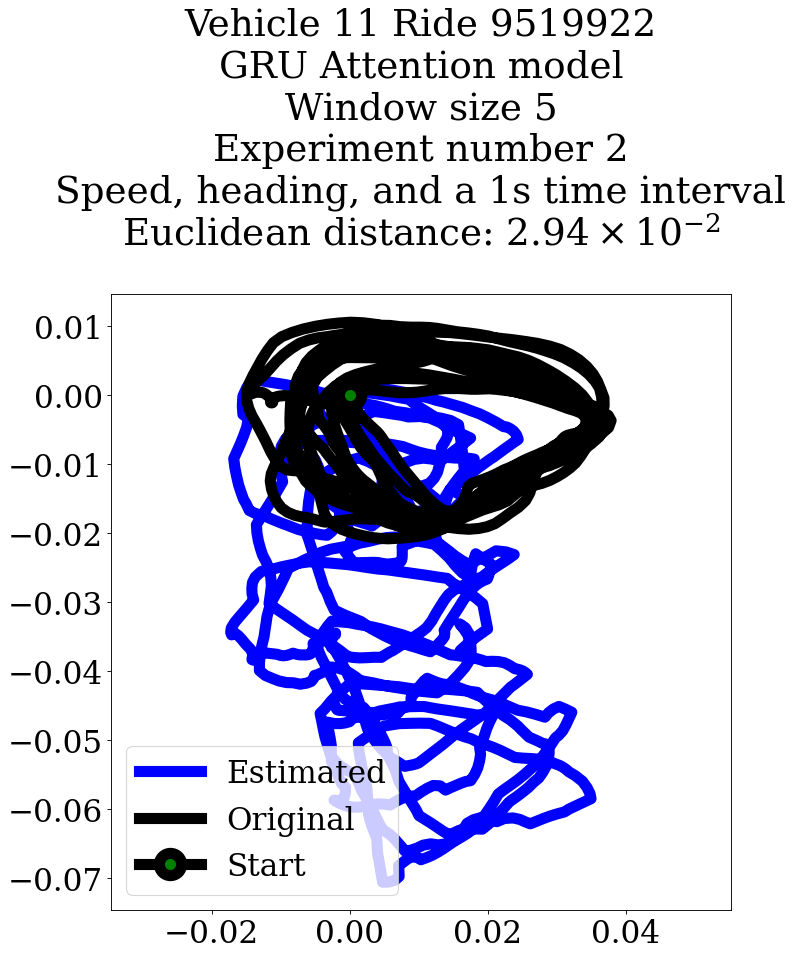 Vehicle 11 Ride 9519922
GRU Attention model
Window size 5
Experiment number 2
Speed, heading, and a 1s time interval
Euclidean distance: 2.94 × 10⁻²
0.01
0.00
−0.01
−0.02
−0.03
−0.04
−0.05
−0.06
−0.07
Estimated
Original
Start
−0.02 0.00 0.02 0.04